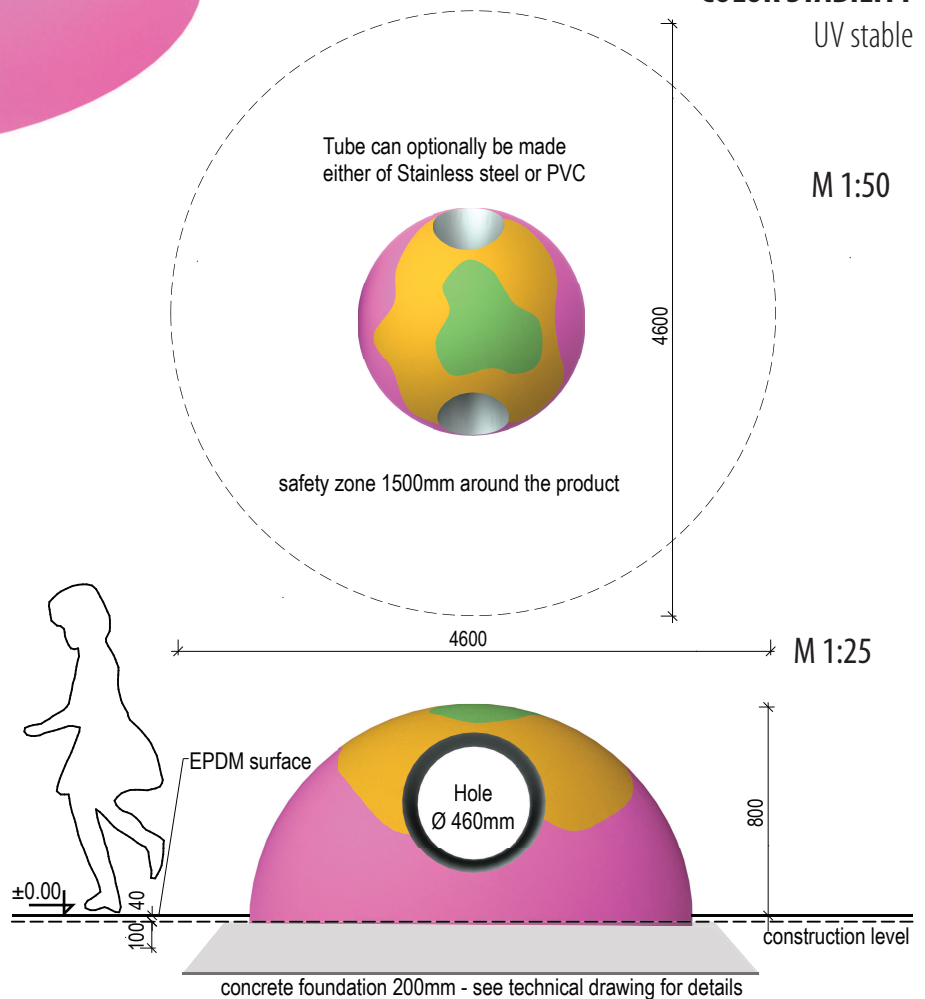 UV stable
Tube can optionally be made
either of Stainless steel or PVC
M 1:50
4600
safety zone 1500mm around the product
4600
M 1:25
EPDM surface
Hole
Ø 460mm
800
±0.00
40
100
construction level
concrete foundation 200mm - see technical drawing for details